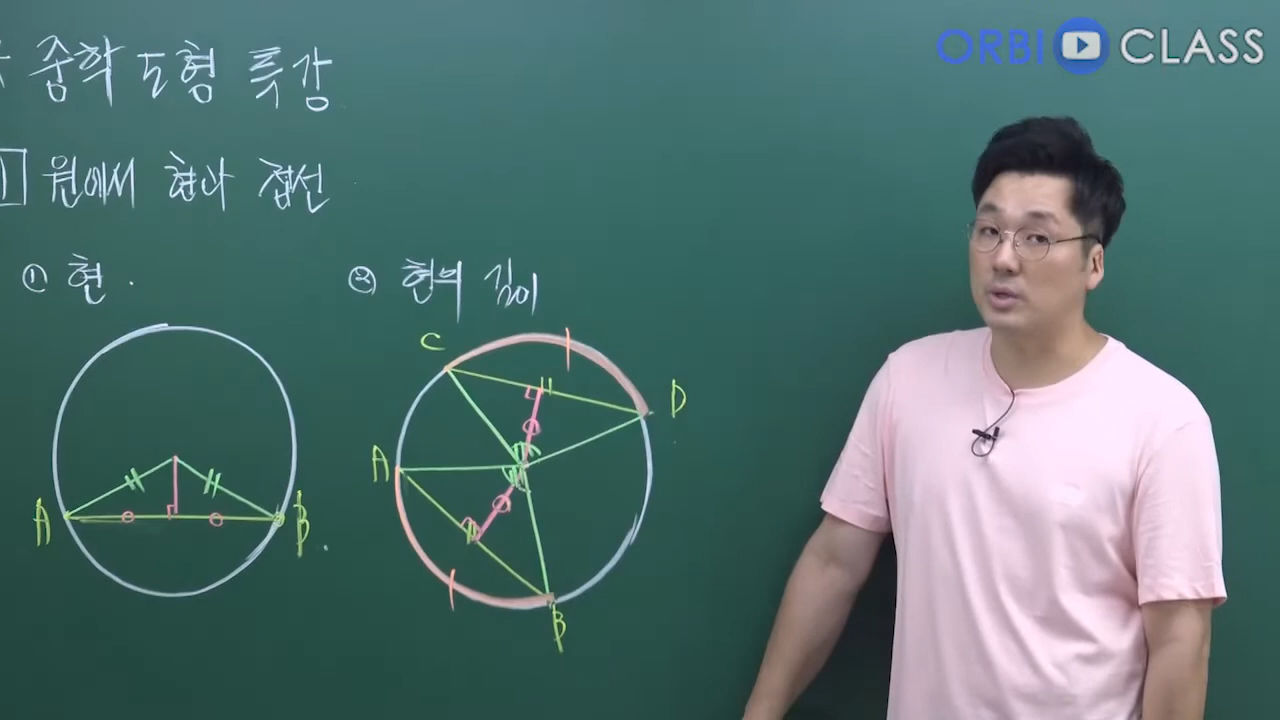 ORBI CLASS
중학 도형 특강
1 원에서 현과 접선
① 현
② 현의 길이
C
D
A
A
B
B